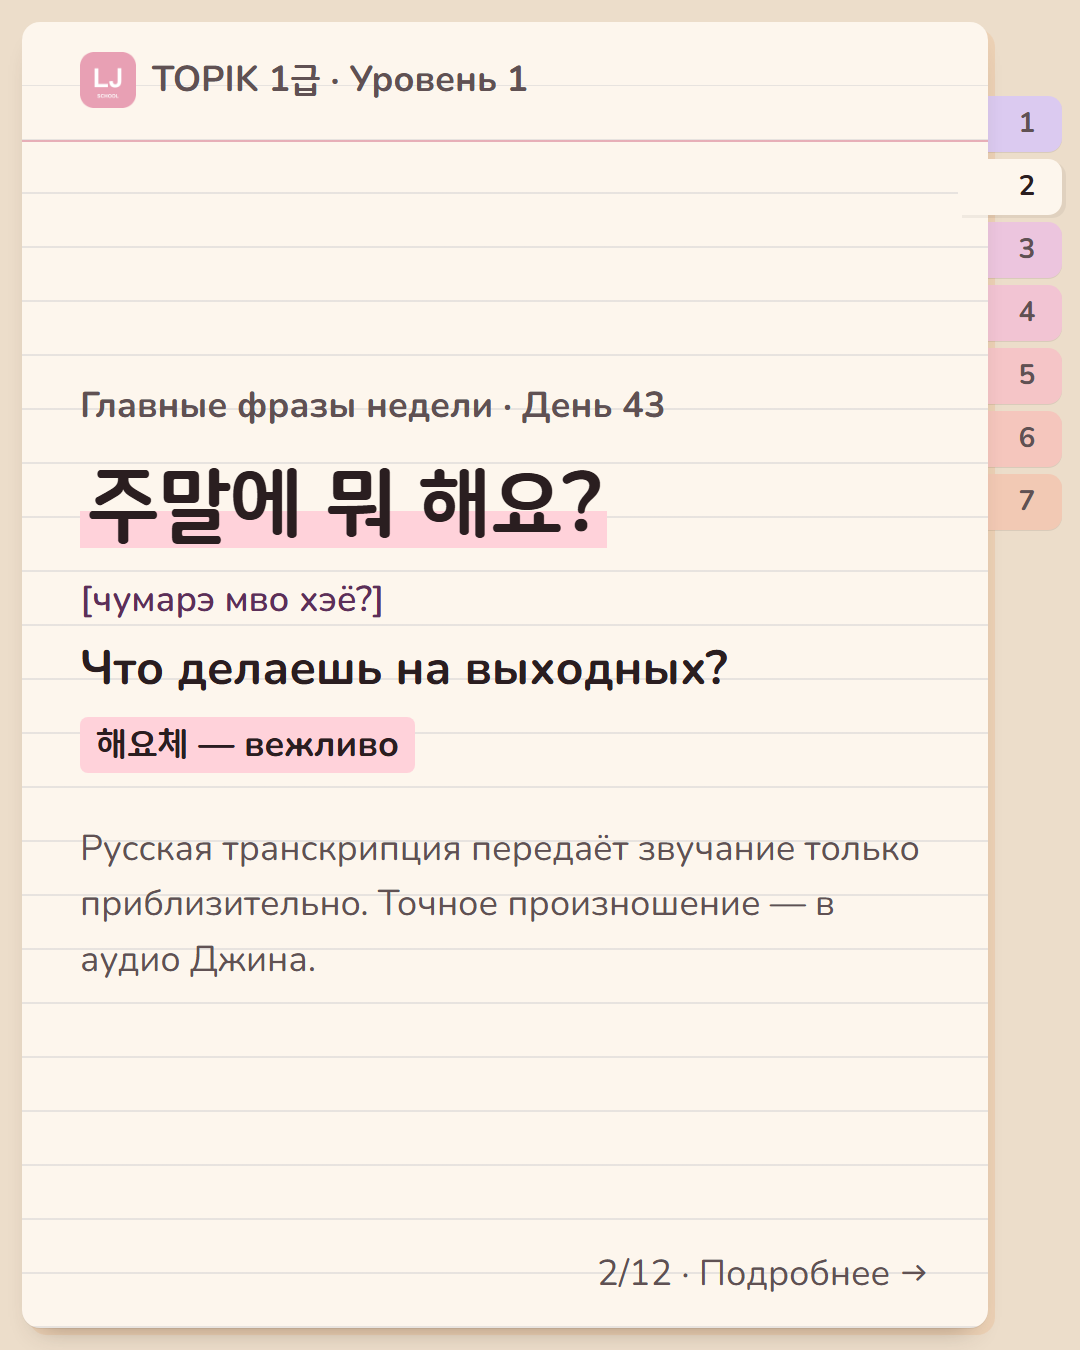 LJ
SCHOOL
TOPIK 1급 · Уровень 1
1
2
3
4
5
6
7
Главные фразы недели · День 43
주말에 뭐 해요?
[чумарэ мво хэё?]
Что делаешь на выходных?
해요체 — вежливо
Русская транскрипция передаёт звучание только
приблизительно. Точное произношение — в
аудио Джина.
2/12 · Подробнее →